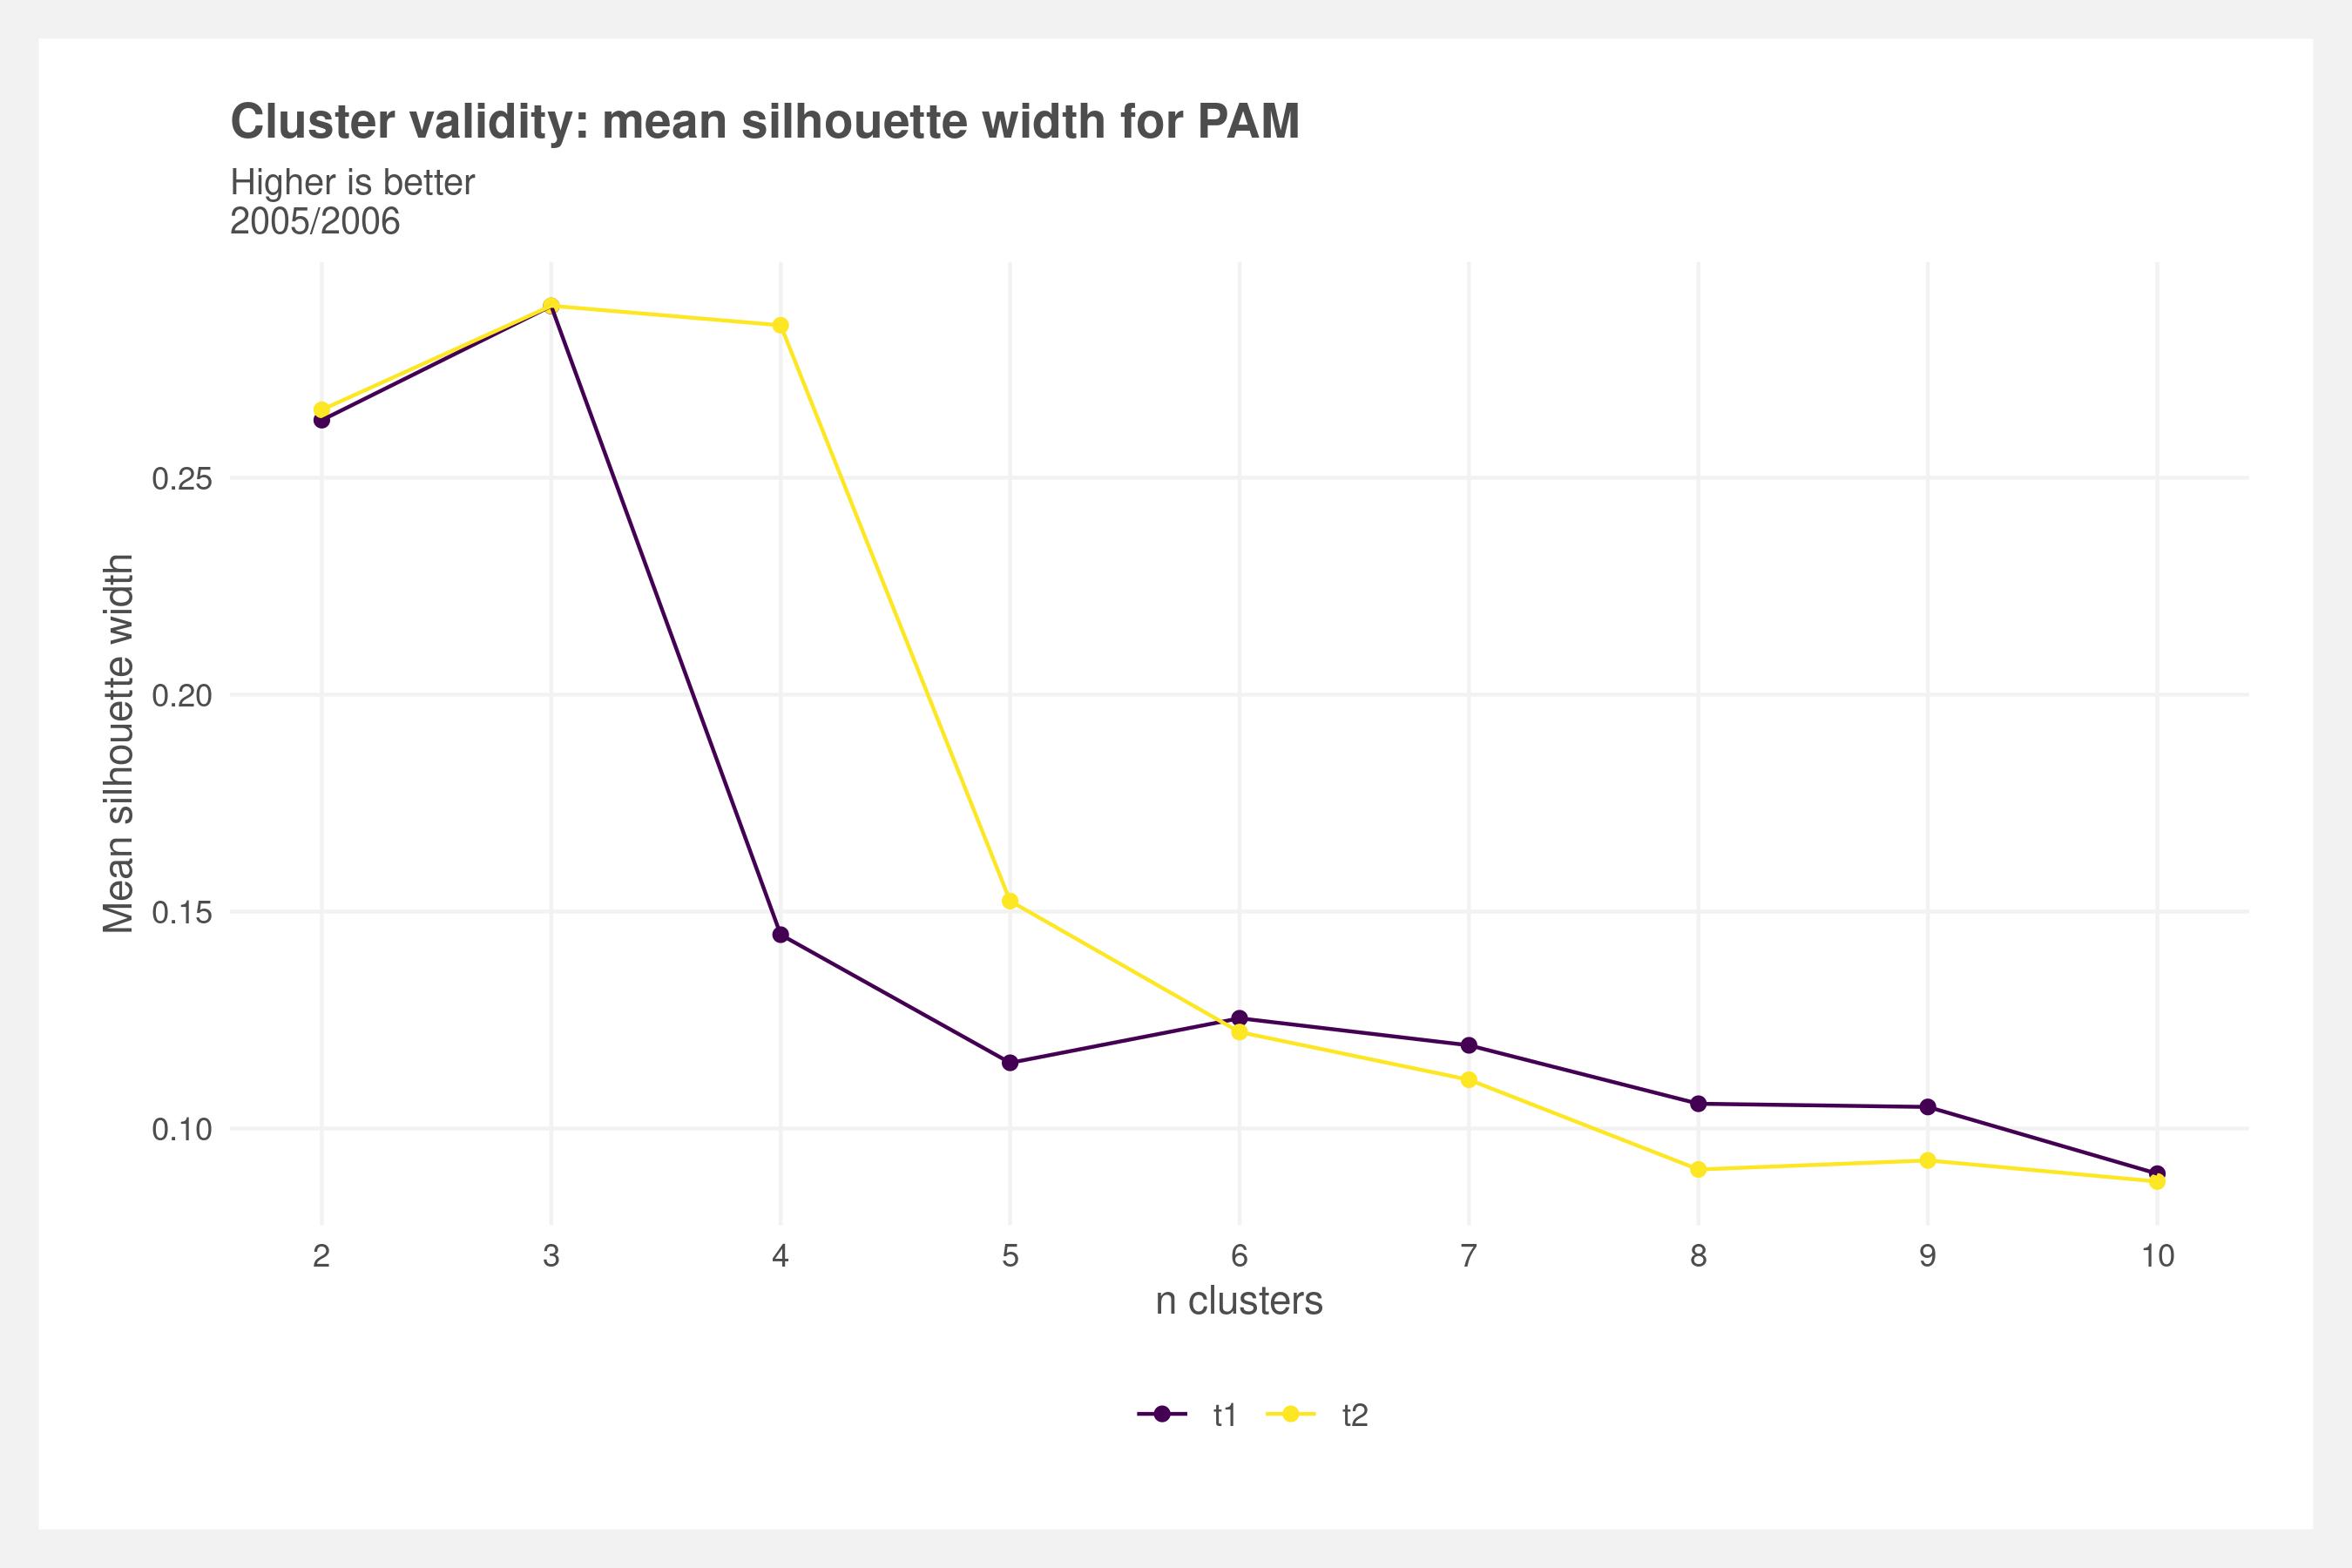 Cluster validity: mean silhouette width for PAM
Higher is better
2005/2006
Mean silhouette width
0.25
0.20
0.15
0.10
2 3 4 5 6 7 8 9 10
n clusters
t1 t2